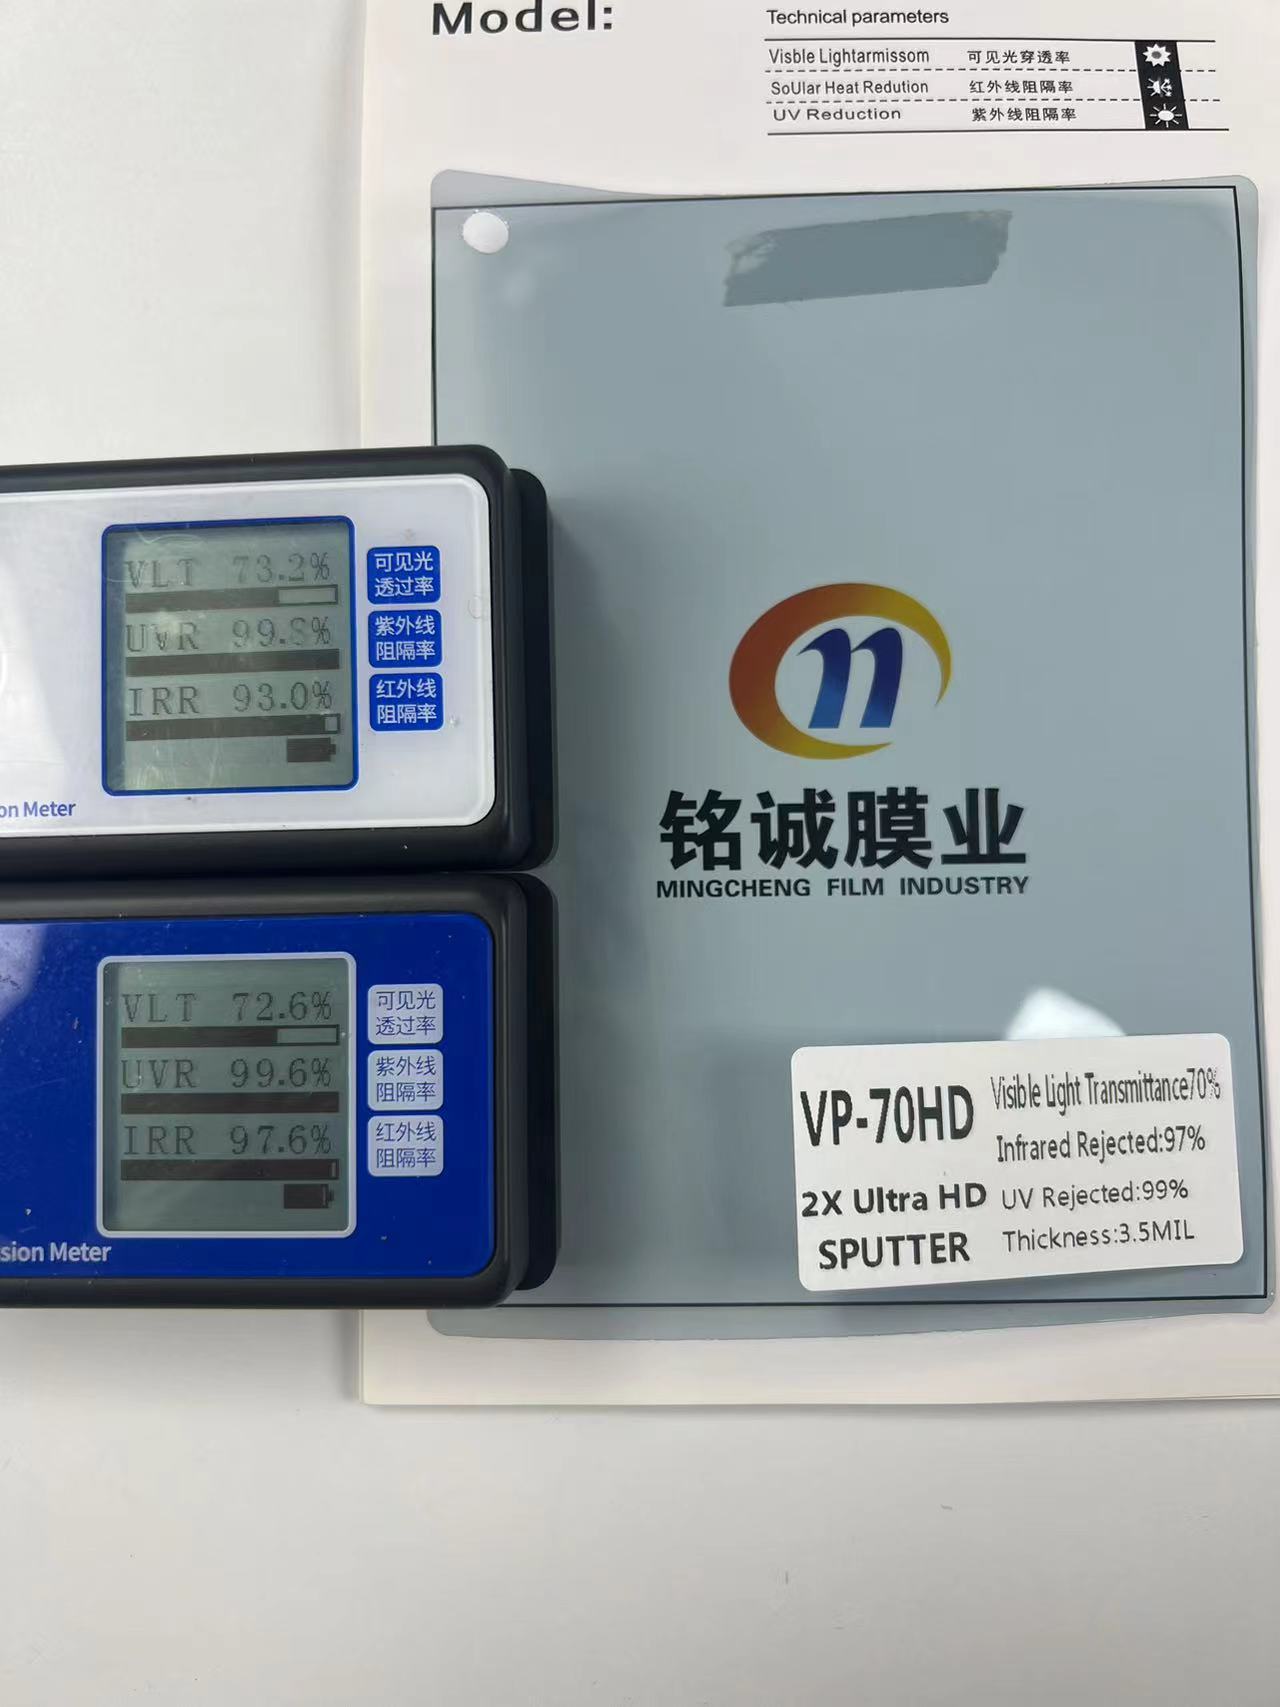 Model:
Technical parameters
Visble Lightarmissom 可见光穿透率
SoUlar Heat Redution 红外线阻隔率
UV Reduction 紫外线阻隔率
VLT 73.2%
可见光
透过率
UVR
紫外线
阻隔率
IRR 93.0%
红外线
阻隔率
on Meter
铭诚膜业
MINGCHENG FILM INDUSTRY
VLT 72.6%
可见光
透过率
UVR 99.6%
紫外线
阻隔率
IRR 97.6%
红外线
阻隔率
sion Meter
VP-70HD
Visible Light Transmittance70%
Infrared Rejected:97%
2X Ultra HD
UV Rejected:99%
SPUTTER
Thickness:3.5MIL